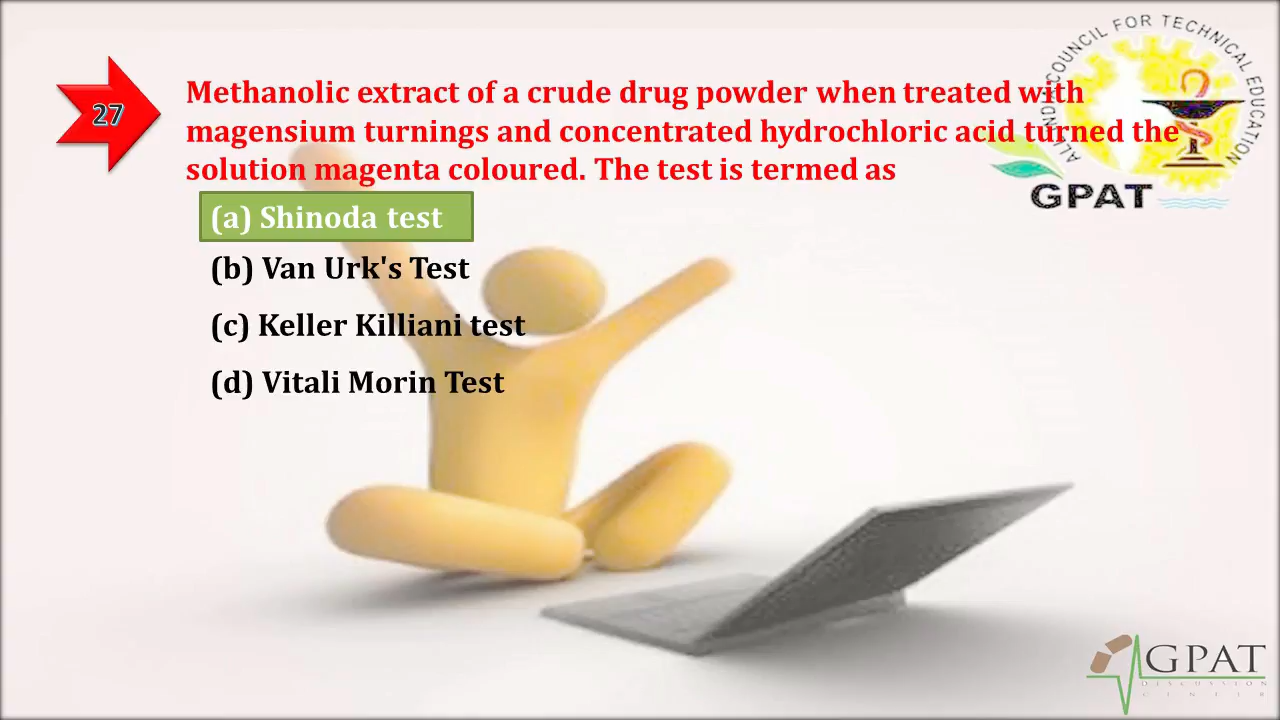 27
Methanolic extract of a crude drug powder when treated with
magensium turnings and concentrated hydrochloric acid turned the
solution magenta coloured. The test is termed as
(a) Shinoda test
(b) Van Urk's Test
(c) Keller Killiani test
(d) Vitali Morin Test
COUNCIL FOR TECHNICAL EDUCATION
GPAT
GPAT
DISCUSSION
CENTER